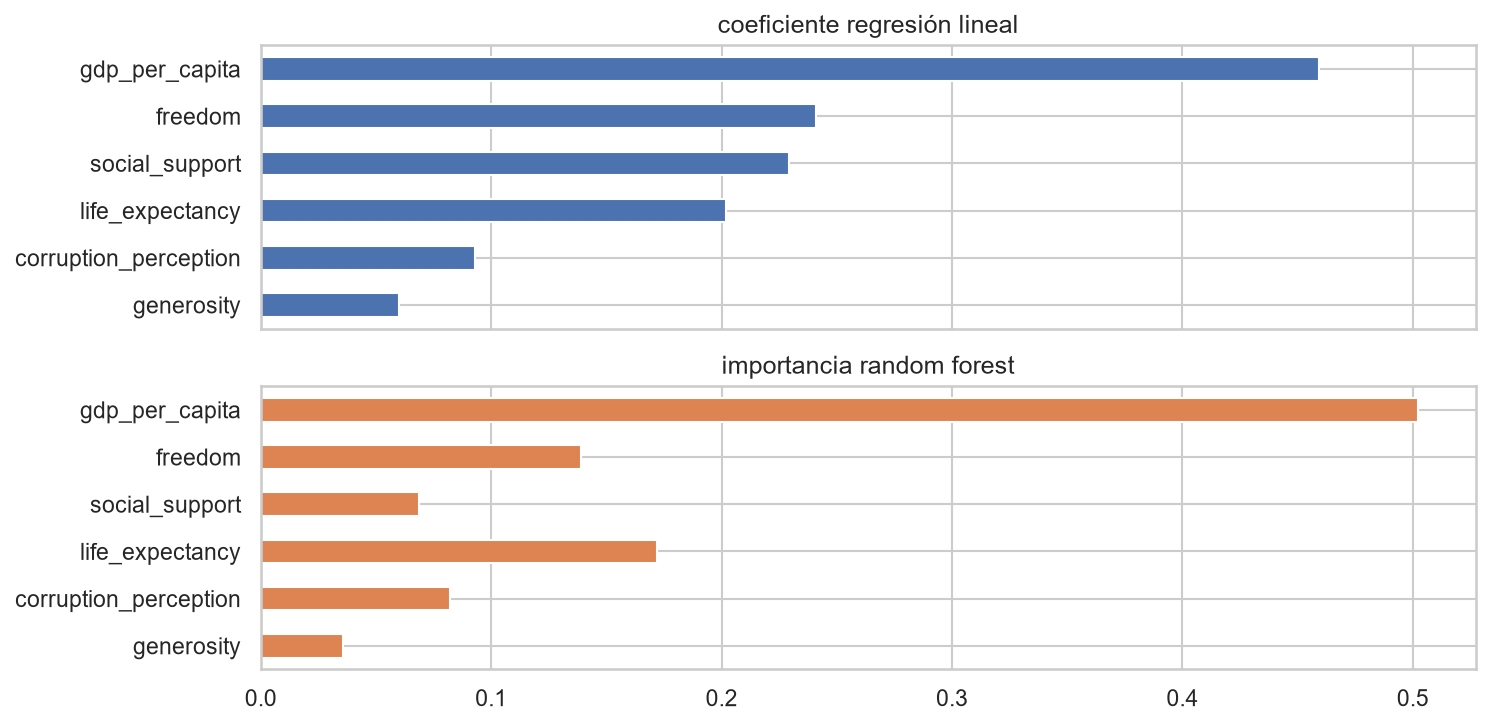 coeficiente regresión lineal
gdp_per_capita
freedom
social_support
life_expectancy
corruption_perception
generosity
importancia random forest
gdp_per_capita
freedom
social_support
life_expectancy
corruption_perception
generosity
0.0 0.1 0.2 0.3 0.4 0.5